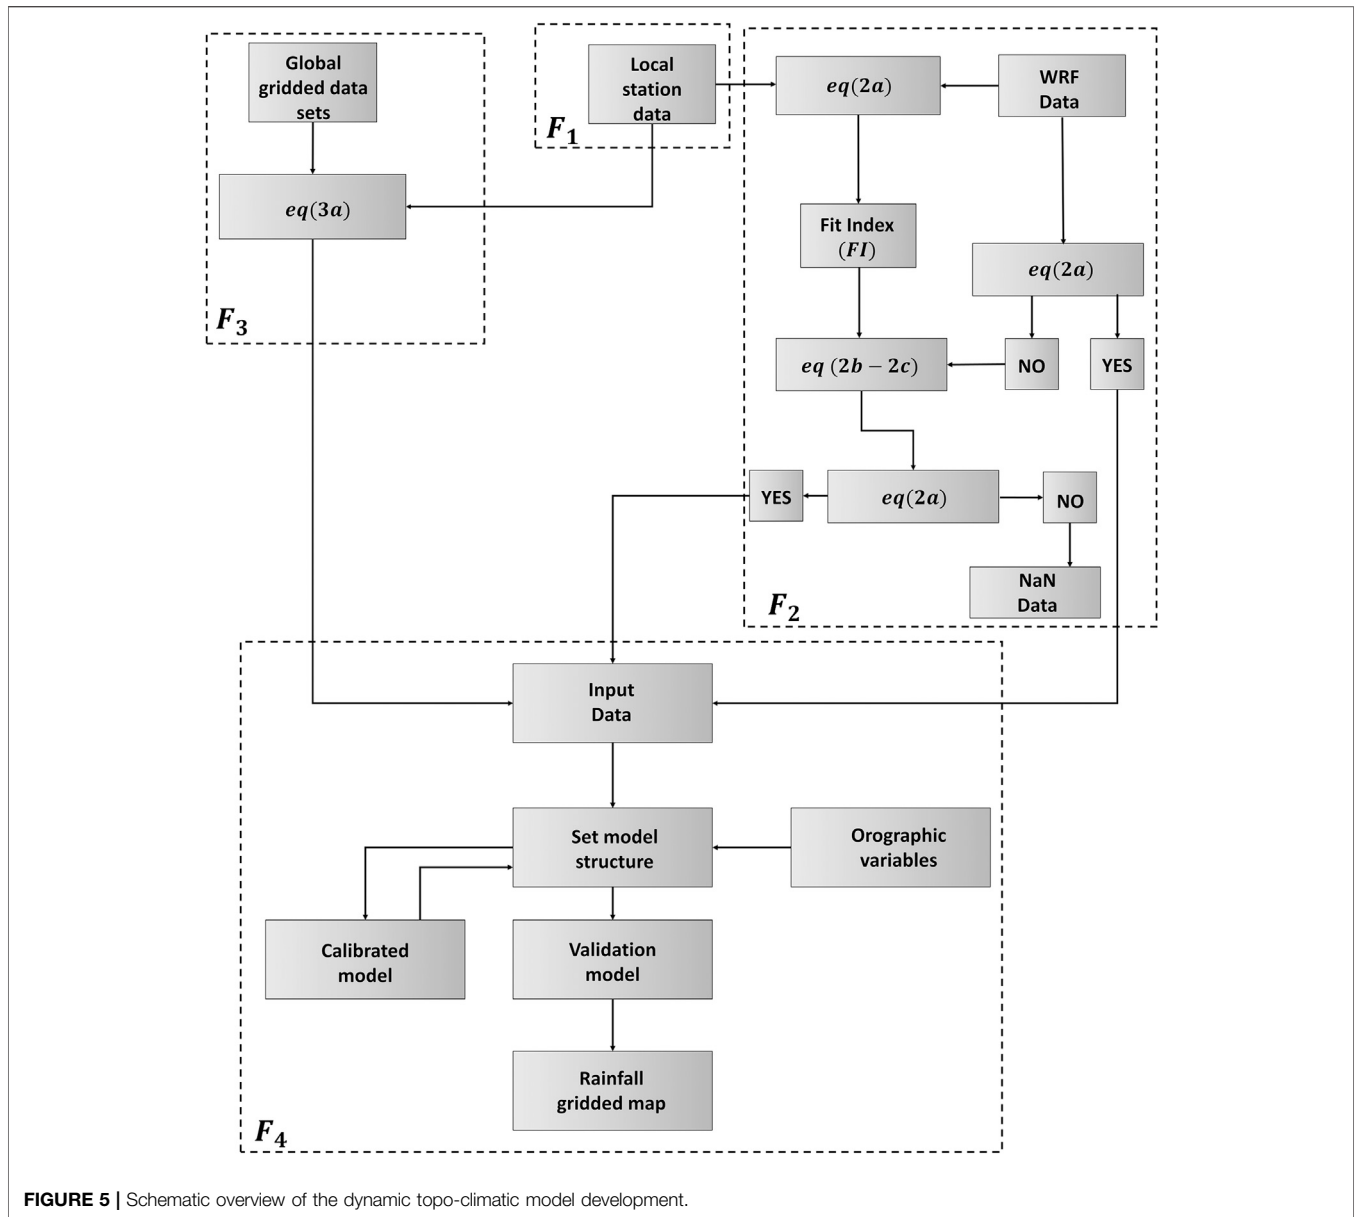 Global
gridded data
sets
eq(3a)
F3
Local
station
data
F1
eq(2a)
WRF
Data
Fit Index
(FI)
eq(2a)
eq (2b − 2c)
NO
YES
YES
eq(2a)
NO
NaN
Data
F2
Input
Data
Set model
structure
Orographic
variables
Calibrated
model
Validation
model
Rainfall
gridded map
F4
FIGURE 5 | Schematic overview of the dynamic topo-climatic model development.